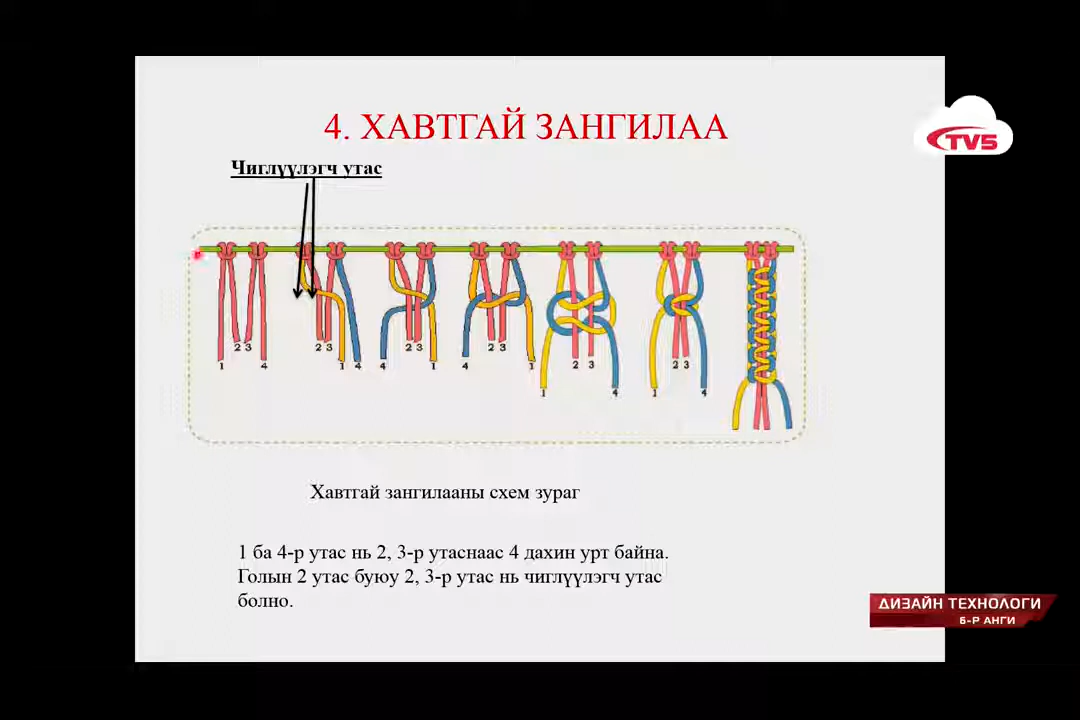 4. ХАВТГАЙ ЗАНГИЛАА
TV5
Чиглүүлэгч утас
1 2 3 4
2 3 1 4
4 2 3 1
4 2 3 1
1 2 3 4
1 2 3 4
Хавтгай зангилааны схем зураг
1 ба 4-р утас нь 2, 3-р утаснаас 4 дахин урт байна.
Голын 2 утас буюу 2, 3-р утас нь чиглүүлэгч утас
болно.
ДИЗАЙН ТЕХНОЛОГИ
6-Р АНГИ